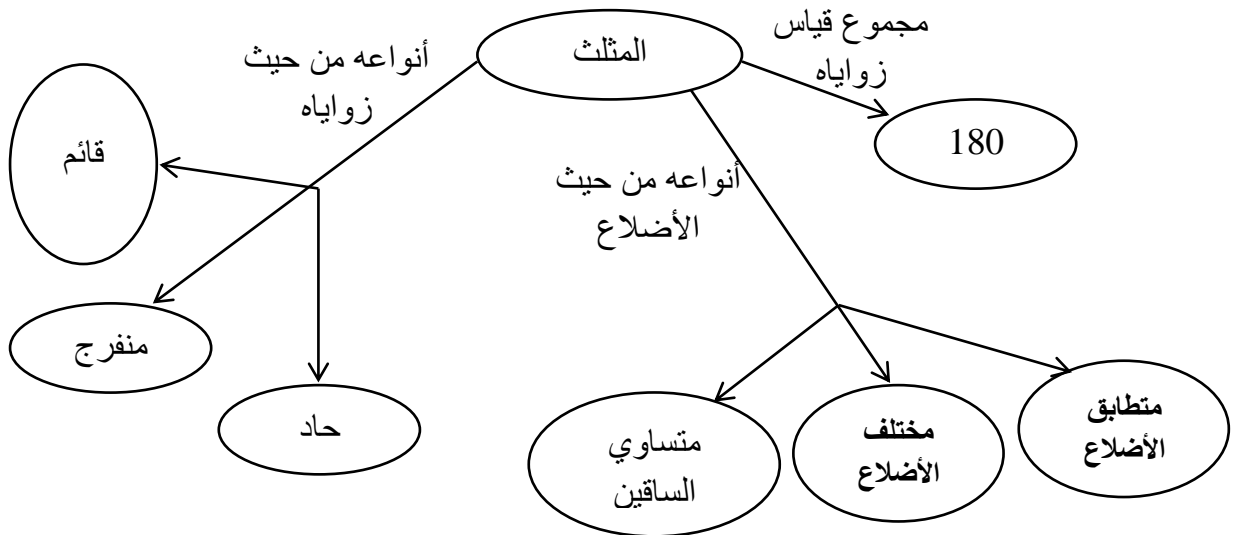 المثلث
مجموع قياس
زواياه
180
أنواعه من حيث
الأضلاع
متطابق
الأضلاع
مختلف
الأضلاع
متساوي
الساقين
أنواعه من حيث
زواياه
قائم
منفرج
حاد